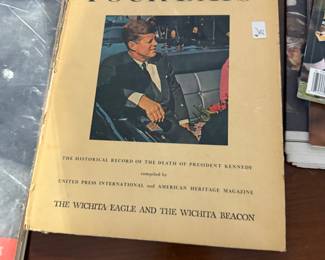 FOUR DAYS
THE HISTORICAL RECORD OF THE DEATH OF PRESIDENT KENNEDY
compiled by
UNITED PRESS INTERNATIONAL and AMERICAN HERITAGE MAGAZINE
THE WICHITA EAGLE AND THE WICHITA BEACON